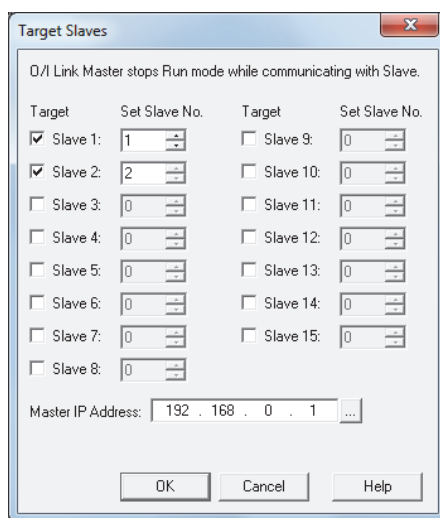 Target Slaves
O/I Link Master stops Run mode while communicating with Slave.
Target Set Slave No. Target Set Slave No.
Slave 1: 1 Slave 9: 0
Slave 2: 2 Slave 10: 0
Slave 3: 0 Slave 11: 0
Slave 4: 0 Slave 12: 0
Slave 5: 0 Slave 13: 0
Slave 6: 0 Slave 14: 0
Slave 7: 0 Slave 15: 0
Slave 8: 0
Master IP Address: 192 . 168 . 0 . 1 ...
OK Cancel Help